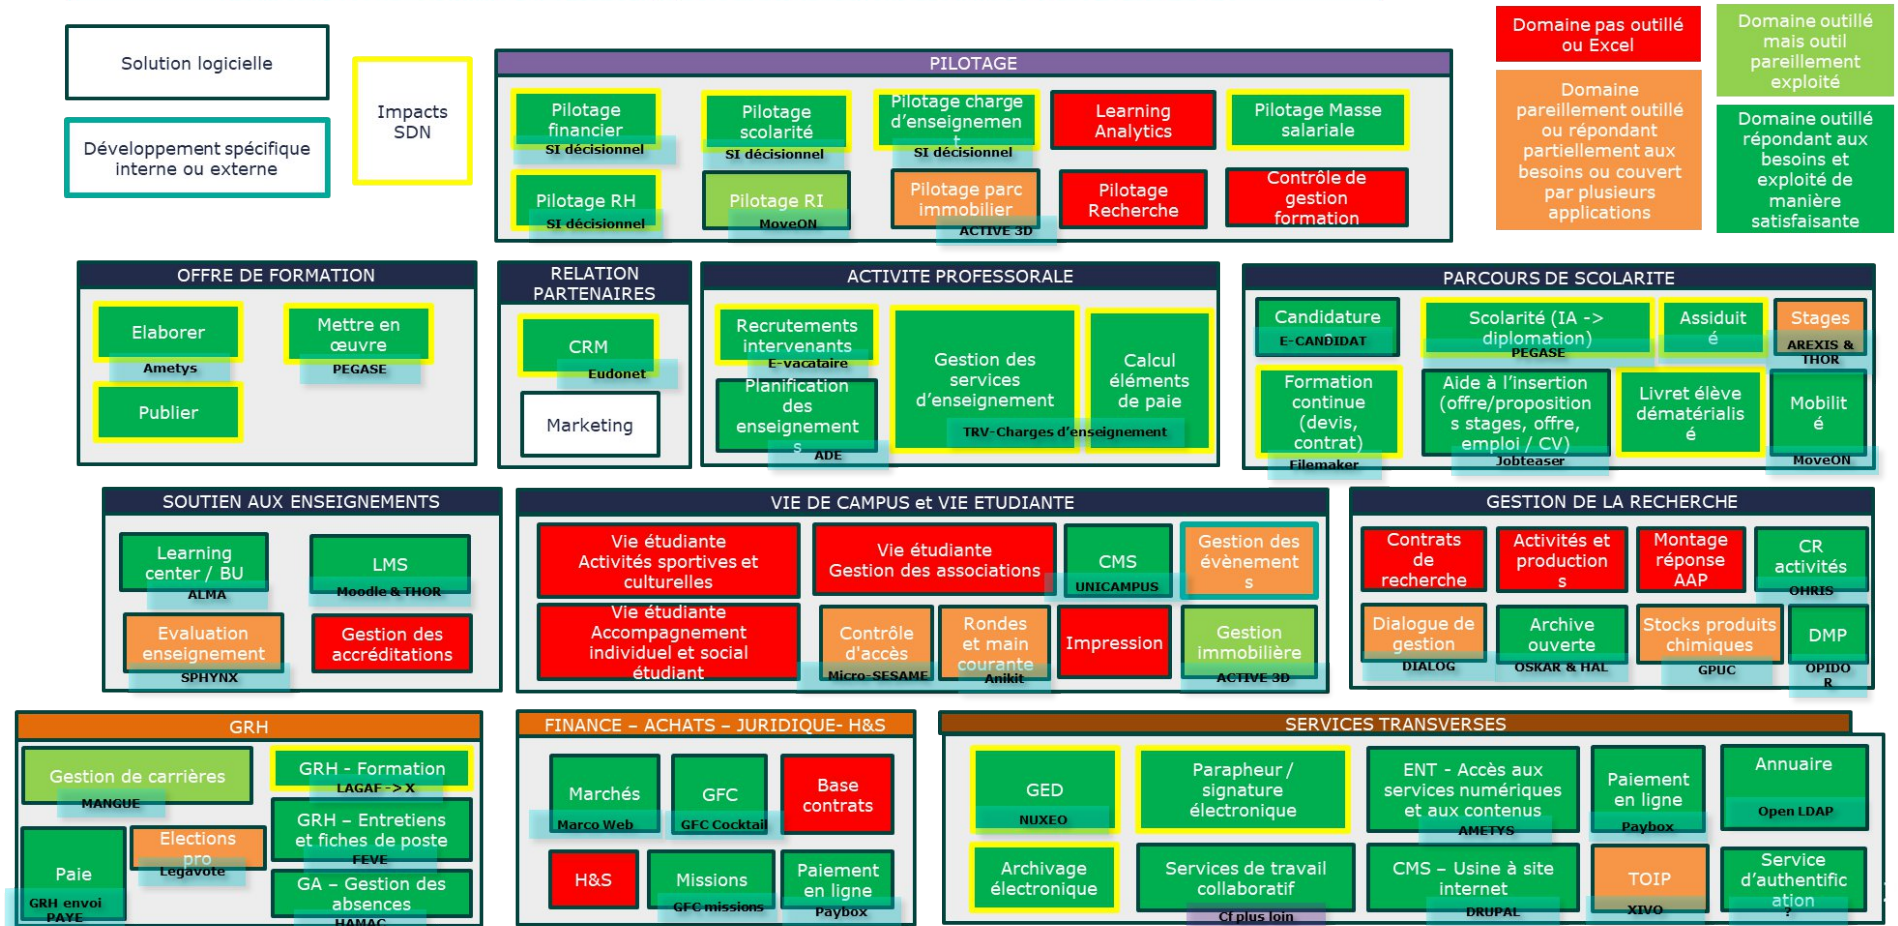 Solution logicielle
Développement spécifique
interne ou externe
Impacts
SDN
Domaine pas outillé
ou Excel
Domaine outillé
mais outil
pareillement
exploité
Domaine
pareillement outillé
ou répondant
partiellement aux
besoins ou couvert
par plusieurs
applications
Domaine outillé
répondant aux
besoins et
exploité de
manière
satisfaisante
PILOTAGE
Pilotage
financier
SI décisionnel
Pilotage
scolarité
SI décisionnel
Pilotage charge
d’enseignemen
t
SI décisionnel
Learning
Analytics
Pilotage Masse
salariale
Pilotage RH
SI décisionnel
Pilotage RI
MoveON
Pilotage parc
immobilier
ACTIVE 3D
Pilotage
Recherche
Contrôle de
gestion
formation
OFFRE DE FORMATION
Elaborer
Ametys
Mettre en
œuvre
PEGASE
Publier
RELATION
PARTENAIRES
CRM
Eudonet
Marketing
ACTIVITE PROFESSORALE
Recrutements
intervenants
E-vacataire
Planification
des
enseignement
s
ADE
Gestion des
services
d’enseignement
Calcul
éléments
de paie
TRV-Charges d’enseignement
PARCOURS DE SCOLARITE
Candidature
E-CANDIDAT
Scolarité (IA ->
diplomation)
PEGASE
Assiduit
é
Stages
AREXIS &
THOR
Formation
continue
(devis,
contrat)
Filemaker
Aide à l’insertion
(offre/proposition
s stages, offre,
emploi / CV)
Jobteaser
Livret élève
dématérialis
é
Mobilit
é
MoveON
SOUTIEN AUX ENSEIGNEMENTS
Learning
center / BU
ALMA
LMS
Moodle & THOR
Evaluation
enseignement
SPHYNX
Gestion des
accréditations
VIE DE CAMPUS et VIE ETUDIANTE
Vie étudiante
Activités sportives et
culturelles
Vie étudiante
Gestion des associations
CMS
UNICAMPUS
Gestion des
évènement
s
Vie étudiante
Accompagnement
individuel et social
étudiant
Contrôle
d'accès
Micro-SESAME
Rondes
et main
courante
Anikit
Impression
Gestion
immobilière
ACTIVE 3D
GESTION DE LA RECHERCHE
Contrats
de
recherche
Activités et
production
s
Montage
réponse
AAP
CR
activités
OHRIS
Dialogue de
gestion
DIALOG
Archive
ouverte
OSKAR & HAL
Stocks produits
chimiques
GPUC
DMP
OPIDO
R
GRH
Gestion de carrières
MANGUE
GRH - Formation
LAGAF -> X
GRH – Entretiens
et fiches de poste
FEVE
Paie
GRH envoi
PAYE
Elections
pro
Legavote
GA – Gestion des
absences
HAMAC
FINANCE – ACHATS – JURIDIQUE- H&S
Marchés
Marco Web
GFC
GFC Cocktail
Base
contrats
H&S
Missions
GFC missions
Paiement
en ligne
Paybox
SERVICES TRANSVERSES
GED
NUXEO
Parapheur /
signature
électronique
ENT - Accès aux
services numériques
et aux contenus
AMETYS
Paiement
en ligne
Paybox
Annuaire
Open LDAP
Archivage
électronique
Services de travail
collaboratif
Cf plus loin
CMS – Usine à site
internet
DRUPAL
TOIP
XIVO
Service
d’authentific
ation
?